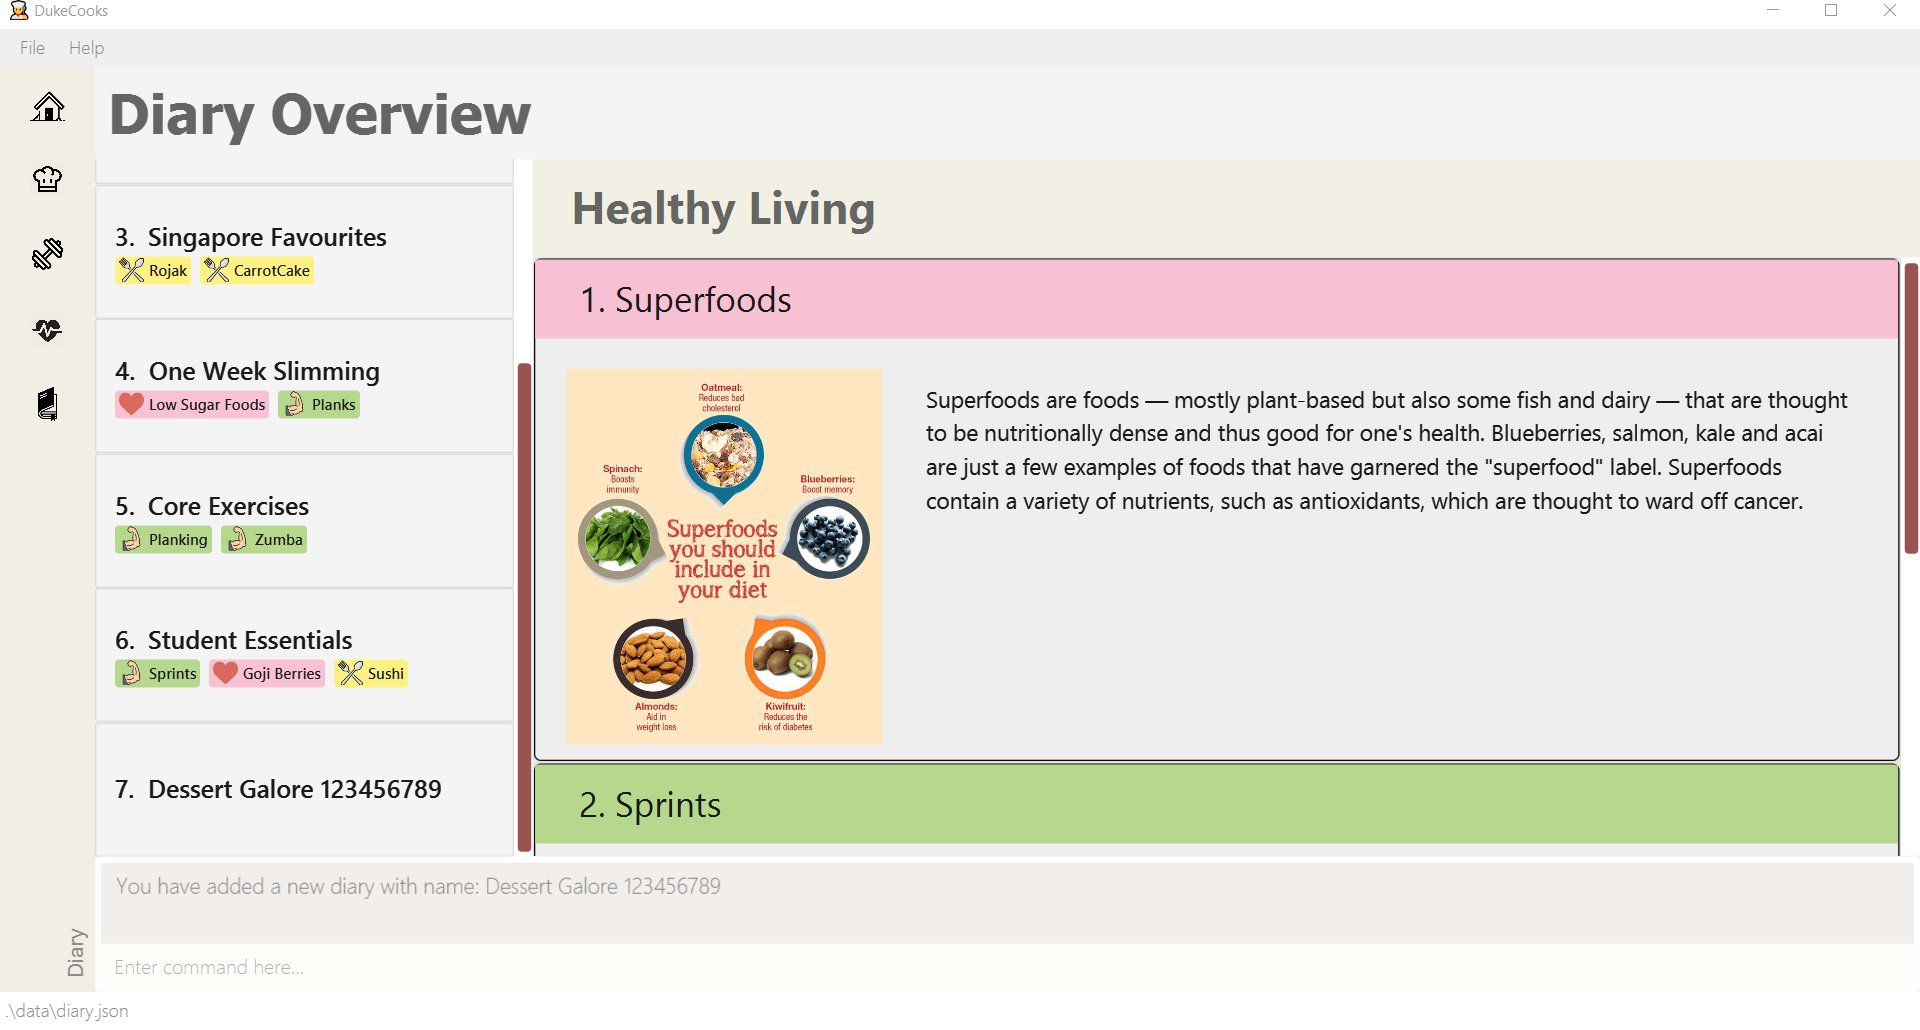 DukeCooks
File Help
Diary Overview
3. Singapore Favourites
Rojak CarrotCake
4. One Week Slimming
Low Sugar Foods Planks
5. Core Exercises
Planking Zumba
6. Student Essentials
Sprints Goji Berries Sushi
7. Dessert Galore 123456789
Healthy Living
1. Superfoods
Oatmeal:
Reduces bad
cholesterol
Spinach:
Boosts
immunity
Blueberries:
Boost memory
Superfoods
you should
include in
your diet
Almonds:
Aid in
weight loss
Kiwifruit:
Reduces the
risk of diabetes
Superfoods are foods — mostly plant-based but also some fish and dairy — that are thought
to be nutritionally dense and thus good for one's health. Blueberries, salmon, kale and acai
are just a few examples of foods that have garnered the "superfood" label. Superfoods
contain a variety of nutrients, such as antioxidants, which are thought to ward off cancer.
2. Sprints
You have added a new diary with name: Dessert Galore 123456789
Diary
Enter command here...
.\data\diary.json